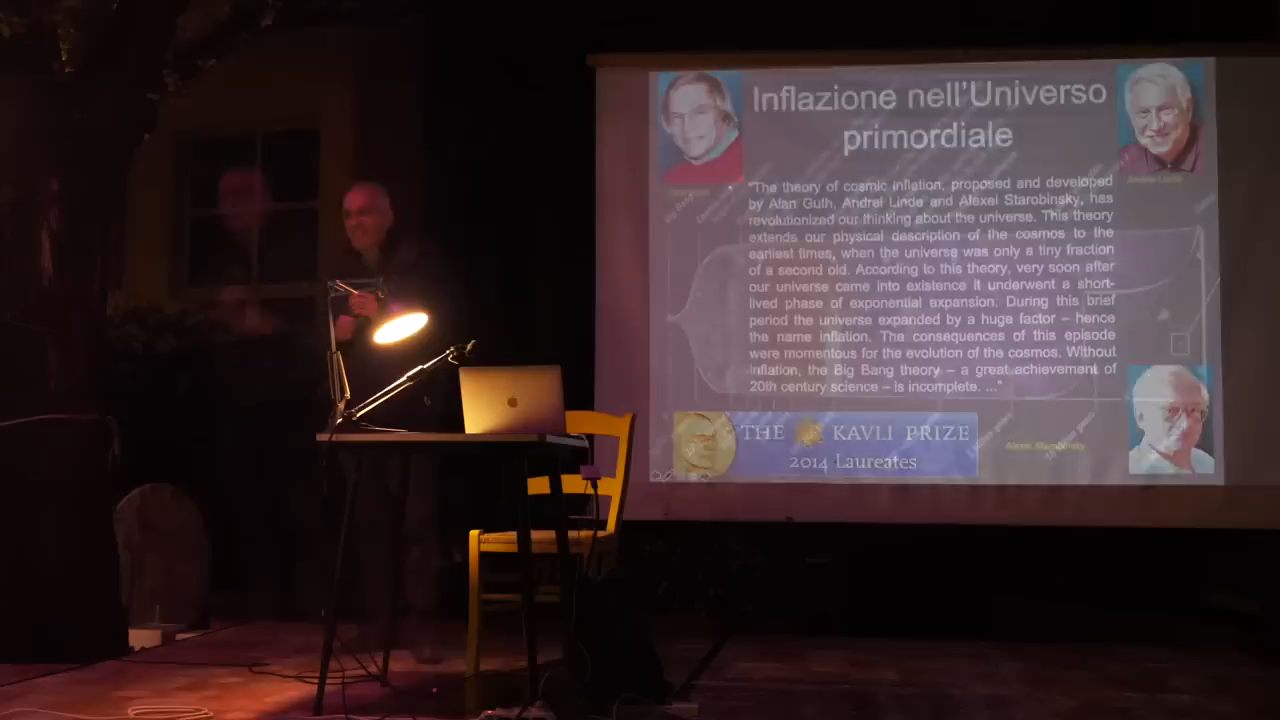 Inflazione nell'Universo
primordiale
"The theory of cosmic inflation, proposed and developed
by Alan Guth, Andrei Linde and Alexei Starobinsky, has
revolutionized our thinking about the universe. This theory
extends our physical description of the cosmos to the
earliest times, when the universe was only a tiny fraction
of a second old. According to this theory, very soon after
our universe came into existence it underwent a short-
lived phase of exponential expansion. During this brief
period the universe expanded by a huge factor – hence
the name inflation. The consequences of this episode
were momentous for the evolution of the cosmos. Without
inflation, the Big Bang theory – a great achievement of
20th century science – is incomplete. ..."
THE KAVLI PRIZE
2014 Laureates
Alexei Starobinsky